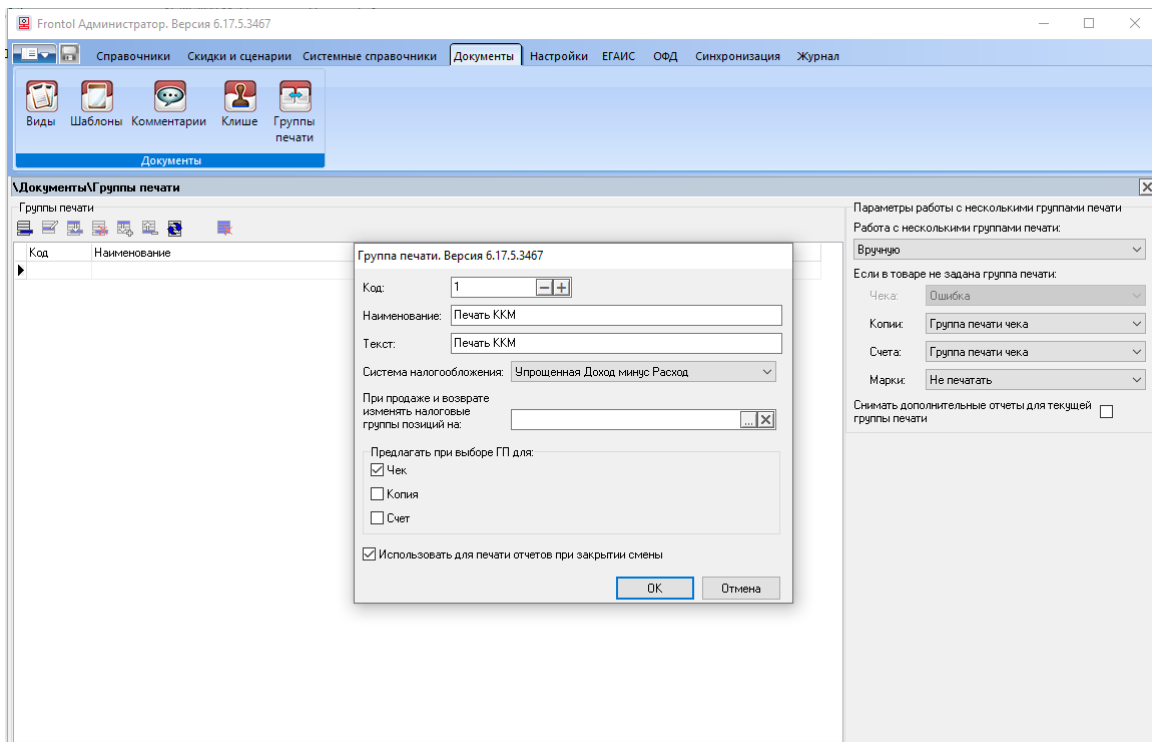 Frontol Администратор. Версия 6.17.5.3467
Справочники Скидки и сценарии Системные справочники Документы Настройки ЕГАИС ОФД Синхронизация Журнал
Виды Шаблоны Комментарии Клише Группы печати
Документы
\Документы\Группы печати
Группы печати
Код Наименование
Группа печати. Версия 6.17.5.3467
Код: 1
Наименование: Печать ККМ
Текст: Печать ККМ
Система налогообложения: Упрощенная Доход минус Расход
При продаже и возврате
изменять налоговые
группы позиций на: ...
Предлагать при выборе ГП для:
Чек
Копия
Счет
Использовать для печати отчетов при закрытии смены
ОК Отмена
Параметры работы с несколькими группами печати
Работа с несколькими группами печати:
Вручную
Если в товаре не задана группа печати:
Чека: Ошибка
Копии: Группа печати чека
Счета: Группа печати чека
Марки: Не печатать
Снимать дополнительные отчеты для текущей
группы печати